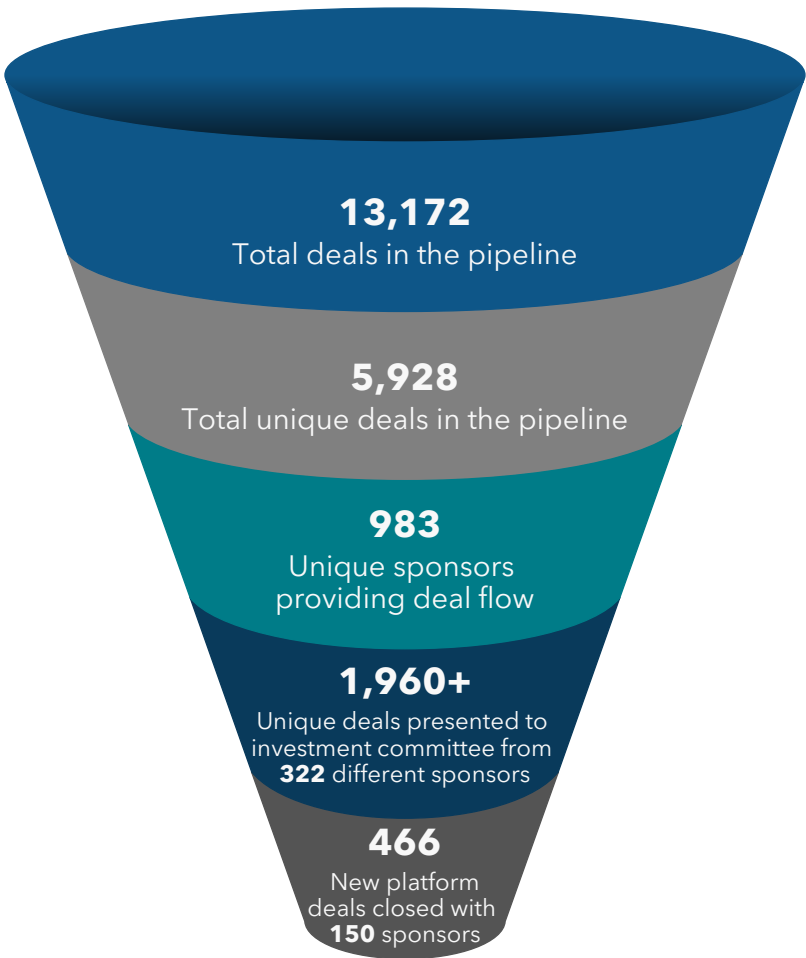 13,172
Total deals in the pipeline
5,928
Total unique deals in the pipeline
983
Unique sponsors
providing deal flow
1,960+
Unique deals presented to
investment committee from
322 different sponsors
466
New platform
deals closed with
150 sponsors